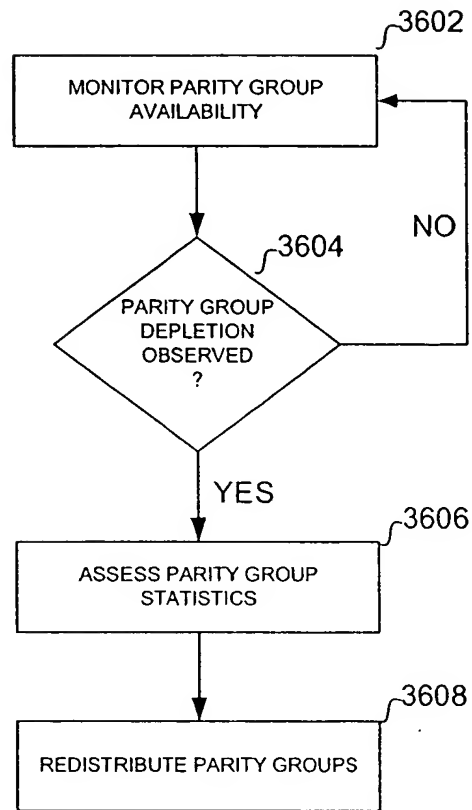 3602
MONITOR PARITY GROUP
AVAILABILITY
3604
NO
PARITY GROUP
DEPLETION
OBSERVED
?
YES
3606
ASSESS PARITY GROUP
STATISTICS
3608
REDISTRIBUTE PARITY GROUPS